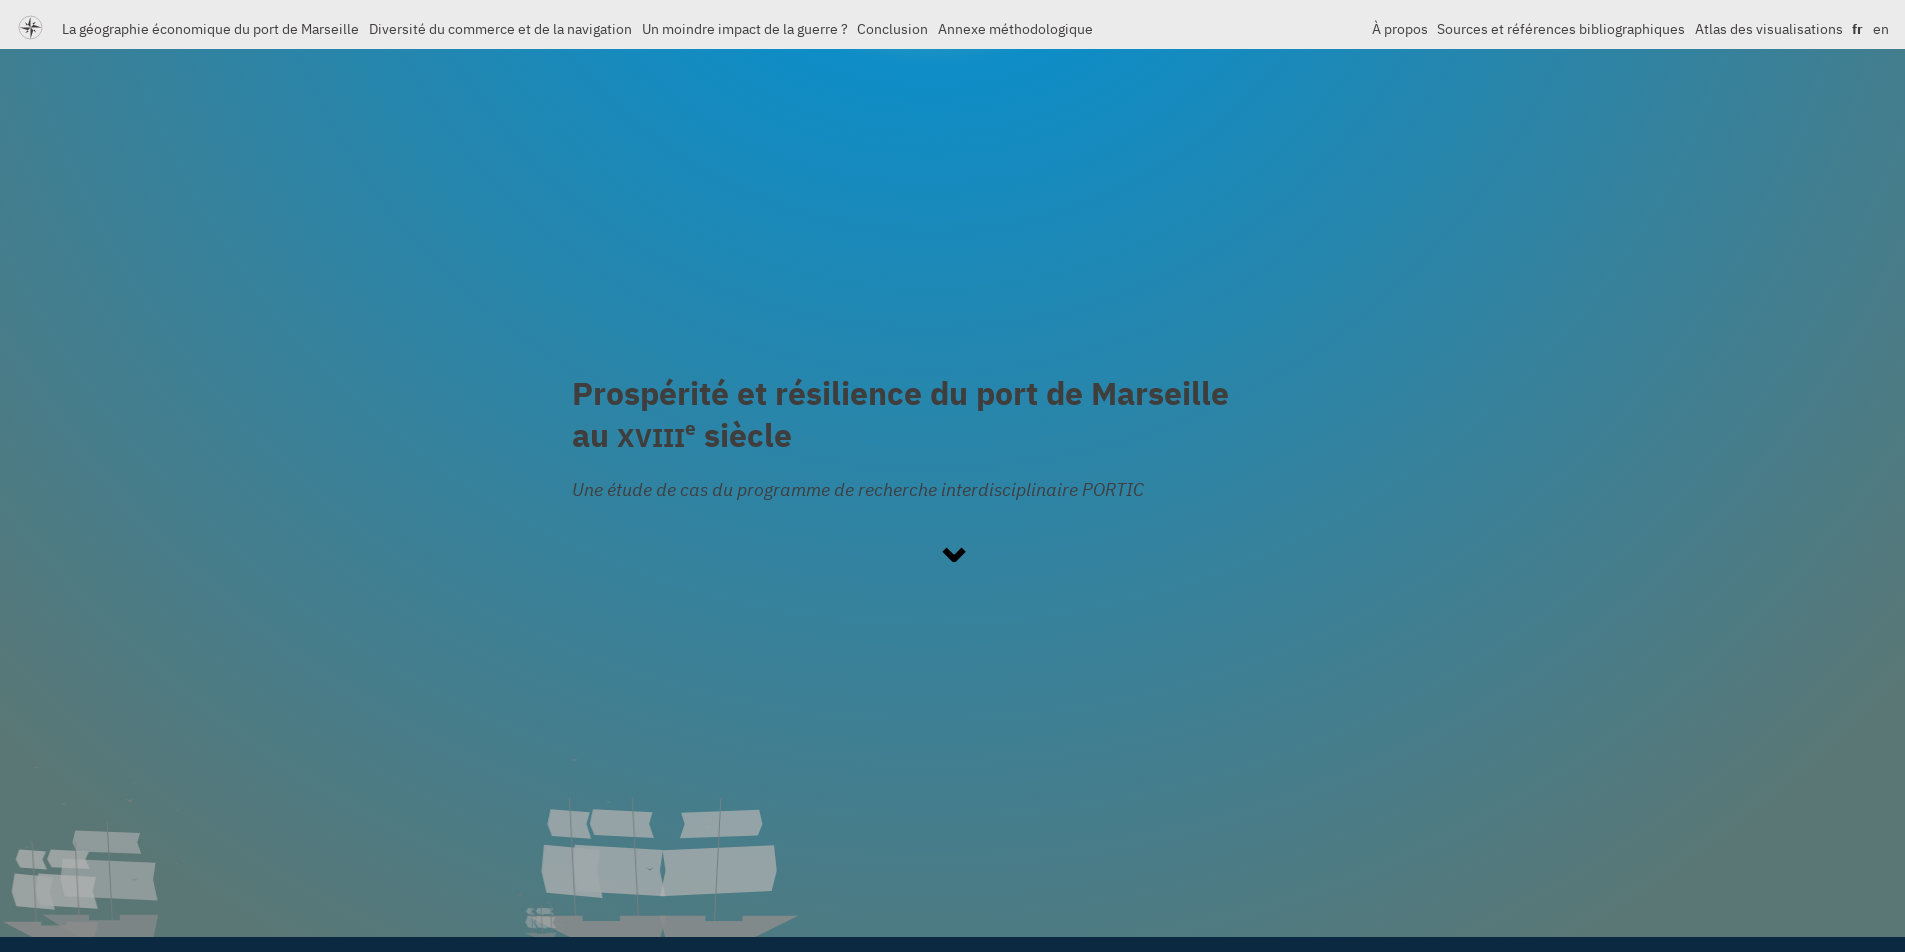 La géographie économique du port de Marseille Diversité du commerce et de la navigation Un moindre impact de la guerre ? Conclusion Annexe méthodologique À propos Sources et références bibliographiques Atlas des visualisations fr en
Prospérité et résilience du port de Marseille
au XVIIIe siècle
Une étude de cas du programme de recherche interdisciplinaire PORTIC